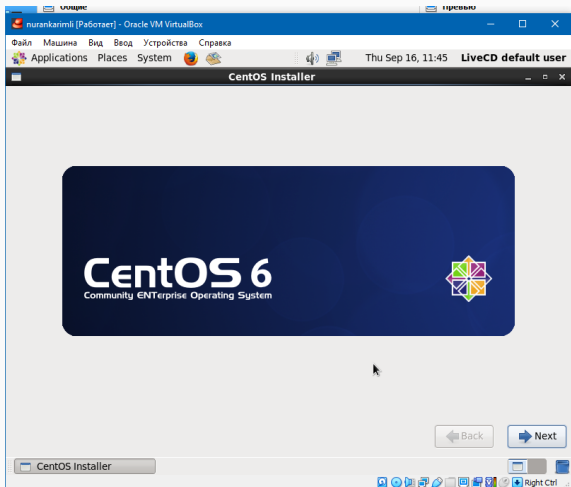 Общие
Превью
nurankarimli [Работает] - Oracle VM VirtualBox
Файл Машина Вид Ввод Устройства Справка
Applications Places System Thu Sep 16, 11:45 LiveCD default user
CentOS Installer
CentOS 6
Community ENTerprise Operating System
Back Next
CentOS Installer
Right Ctrl